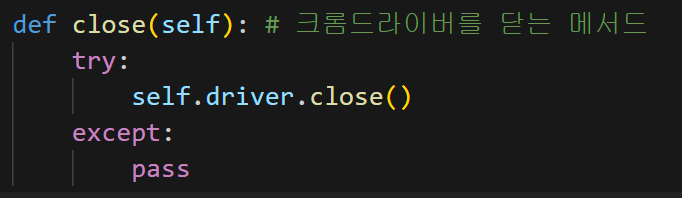 def close(self): # 크롬드라이버를 닫는 메서드
    try:
        self.driver.close()
    except:
        pass